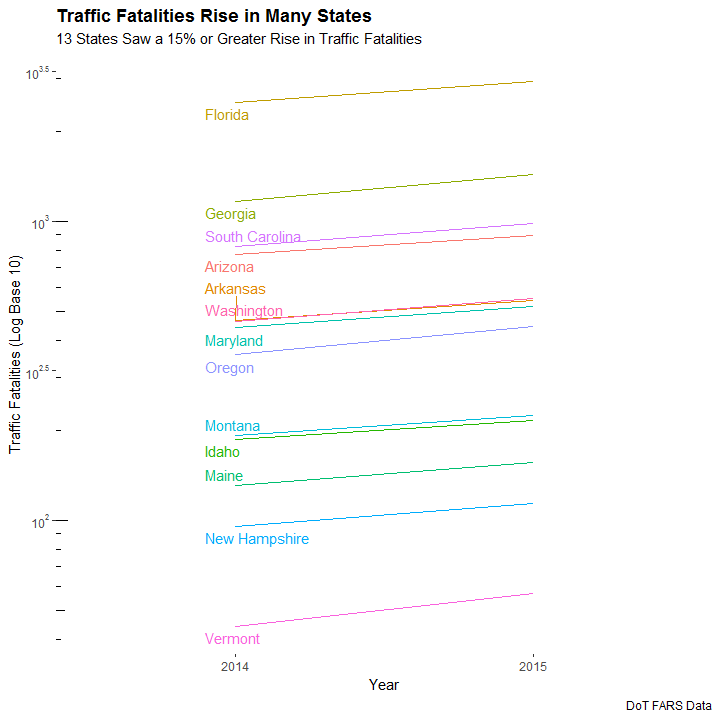 Traffic Fatalities Rise in Many States
13 States Saw a 15% or Greater Rise in Traffic Fatalities
10^3.5
Florida
Georgia
10^3
South Carolina
Arizona
Arkansas
Washington
Maryland
Oregon
10^2.5
Montana
Idaho
Maine
10^2
New Hampshire
Vermont
Traffic Fatalities (Log Base 10)
2014 2015
Year
DoT FARS Data